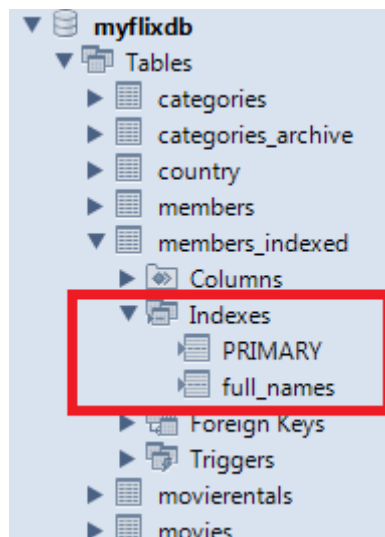 myflixdb
Tables
categories
categories_archive
country
members
members_indexed
Columns
Indexes
PRIMARY
full_names
Foreign Keys
Triggers
movierentals
movies